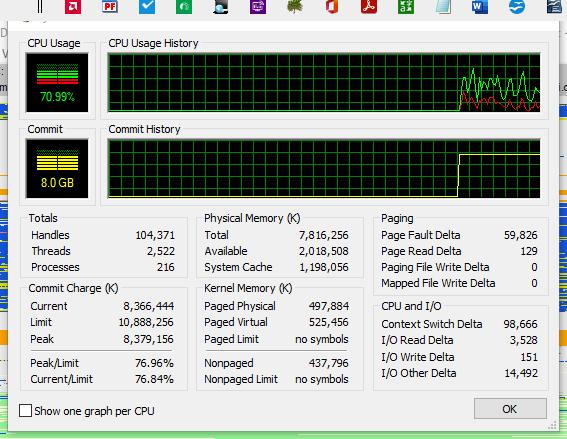 CPU Usage
CPU Usage History
70.99%
Commit
Commit History
8.0 GB
Totals
Handles 104,371
Threads 2,522
Processes 216
Physical Memory (K)
Total 7,816,256
Available 2,018,508
System Cache 1,198,056
Paging
Page Fault Delta 59,826
Page Read Delta 129
Paging File Write Delta 0
Mapped File Write Delta 0
Commit Charge (K)
Current 8,366,444
Limit 10,888,256
Peak 8,379,156
Peak/Limit 76.96%
Current/Limit 76.84%
Kernel Memory (K)
Paged Physical 497,884
Paged Virtual 525,456
Paged Limit no symbols
Nonpaged 437,796
Nonpaged Limit no symbols
CPU and I/O
Context Switch Delta 98,666
I/O Read Delta 3,528
I/O Write Delta 151
I/O Other Delta 14,492
Show one graph per CPU
OK